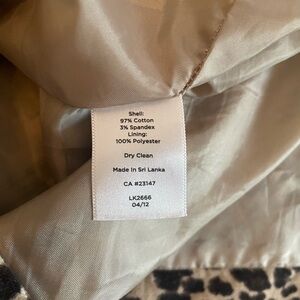 Shell:
97% Cotton
3% Spandex
Lining:
100% Polyester
Dry Clean
Made In Sri Lanka
CA #23147
LK2666
04/12